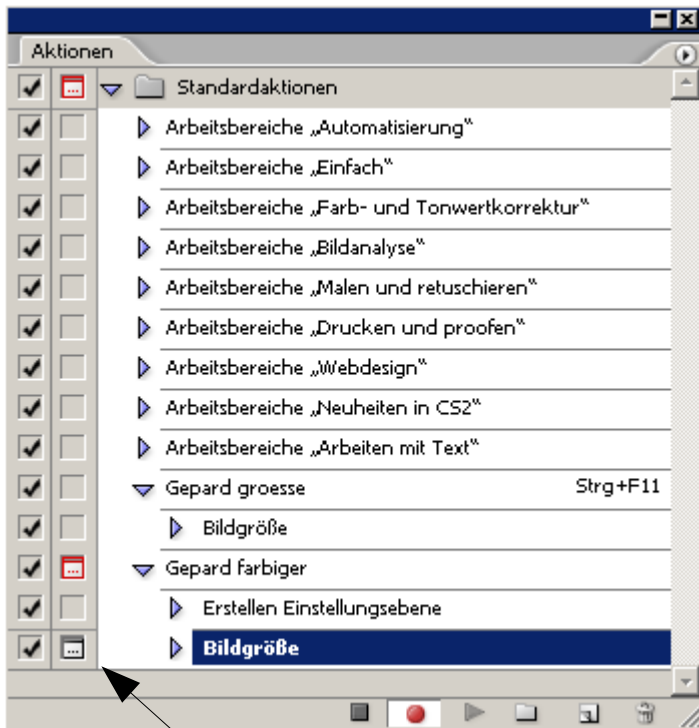 Aktionen
Standardaktionen
Arbeitsbereiche „Automatisierung“
Arbeitsbereiche „Einfach“
Arbeitsbereiche „Farb- und Tonwertkorrektur“
Arbeitsbereiche „Bildanalyse“
Arbeitsbereiche „Malen und retuschieren“
Arbeitsbereiche „Drucken und proofen“
Arbeitsbereiche „Webdesign“
Arbeitsbereiche „Neuheiten in CS2“
Arbeitsbereiche „Arbeiten mit Text“
Gepard groesse Strg+F11
Bildgröße
Gepard farbiger
Erstellen Einstellungsebene
Bildgröße